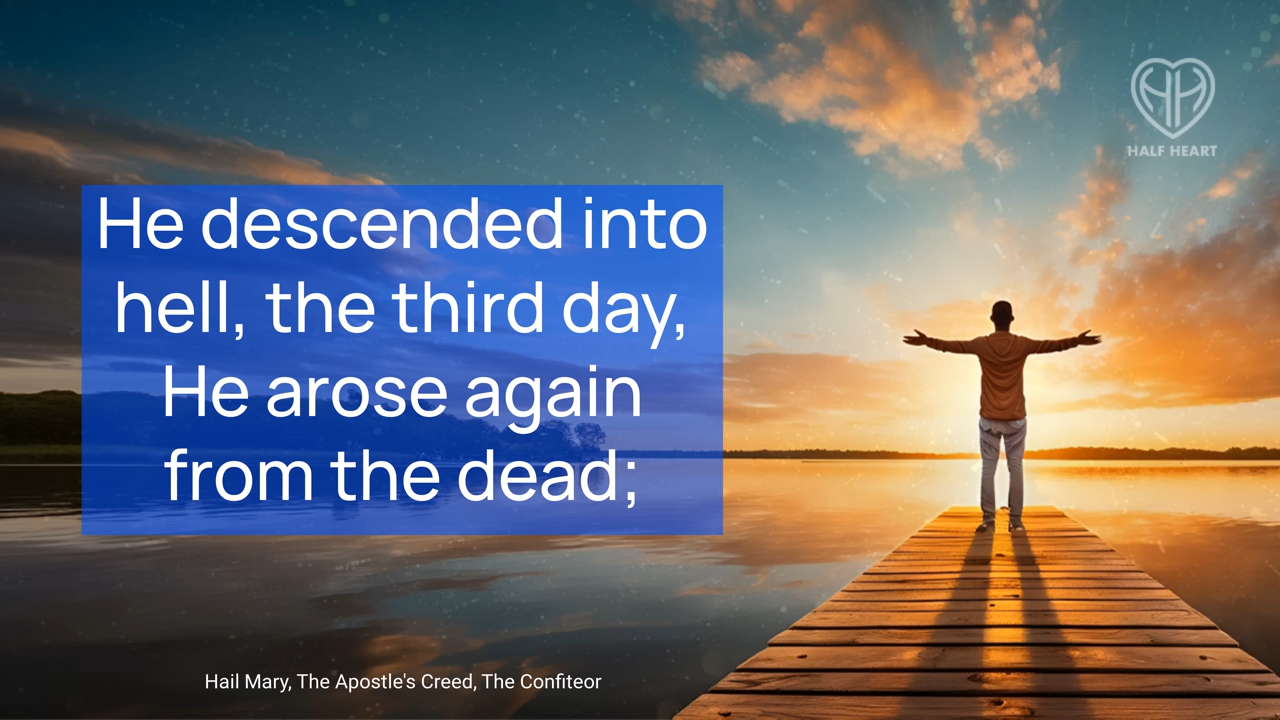 HALF HEART
He descended into
hell, the third day,
He arose again
from the dead;
Hail Mary, The Apostle's Creed, The Confiteor